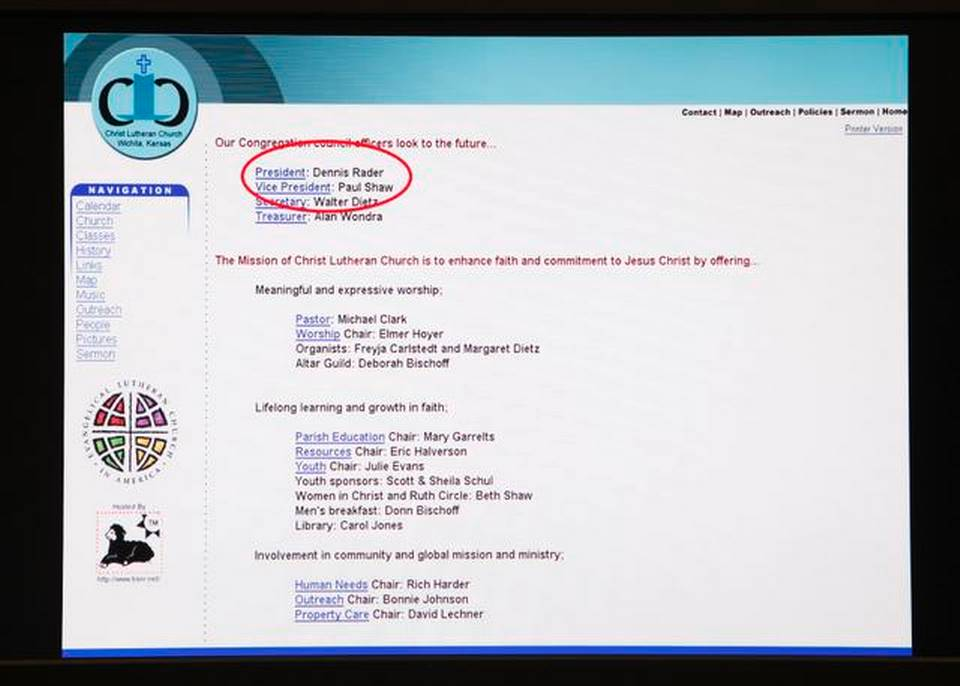 Christ Lutheran Church
Wichita, Kansas
Contact | Map | Outreach | Policies | Sermon | Home
Printer Version
Our Congregation council officers look to the future...
President: Dennis Rader
Vice President: Paul Shaw
Secretary: Walter Dietz
Treasurer: Alan Wondra
NAVIGATION
Calendar
Church
Classes
History
Links
Map
Music
Outreach
People
Pictures
Sermon
EVANGELICAL LUTHERAN CHURCH
IN AMERICA
Hosted By
TM
The Mission of Christ Lutheran Church is to enhance faith and commitment to Jesus Christ by offering...
Meaningful and expressive worship;
Pastor: Michael Clark
Worship Chair: Elmer Hoyer
Organists: Freyja Carlstedt and Margaret Dietz
Altar Guild: Deborah Bischoff
Lifelong learning and growth in faith;
Parish Education Chair: Mary Garrelts
Resources Chair: Eric Halverson
Youth Chair: Julie Evans
Youth sponsors: Scott & Sheila Schul
Women in Christ and Ruth Circle: Beth Shaw
Men's breakfast: Donn Bischoff
Library: Carol Jones
Involvement in community and global mission and ministry;
Human Needs Chair: Rich Harder
Outreach Chair: Bonnie Johnson
Property Care Chair: David Lechner